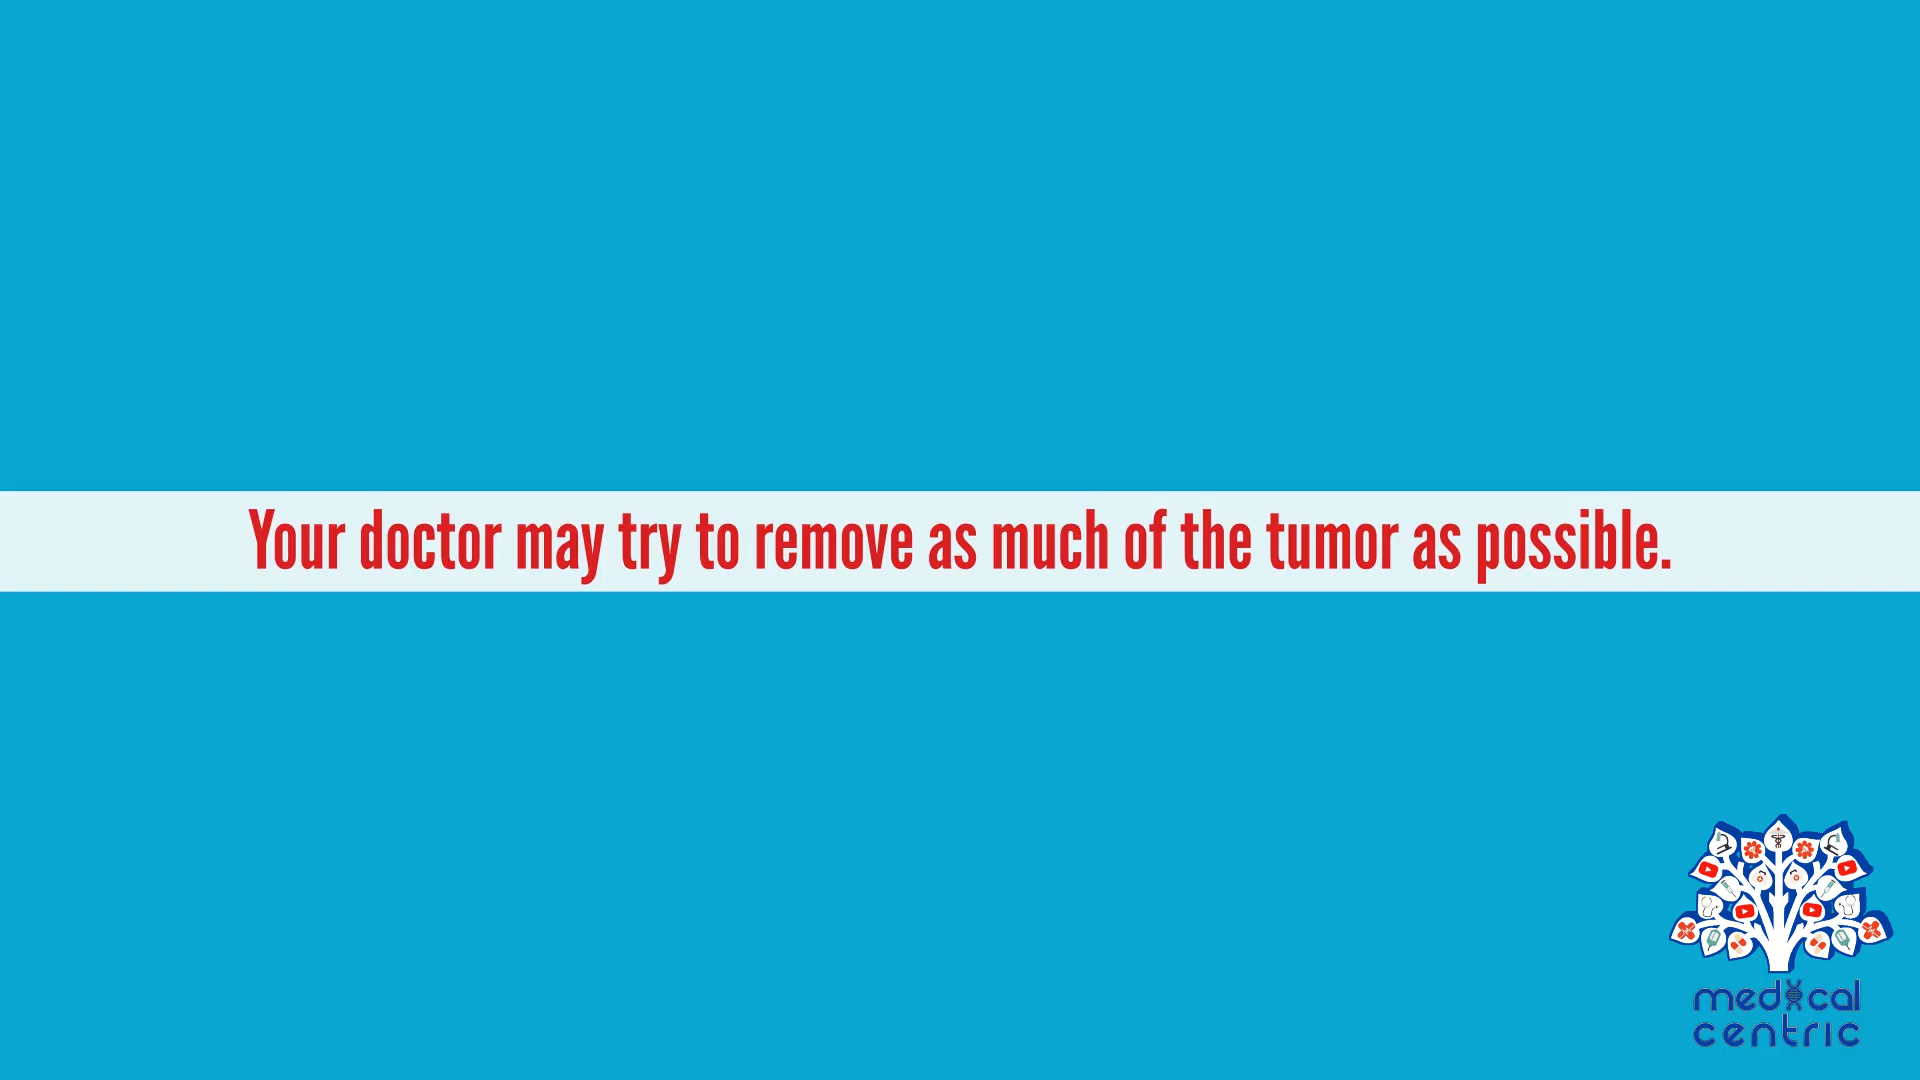 Your doctor may try to remove as much of the tumor as possible.
medical
centric